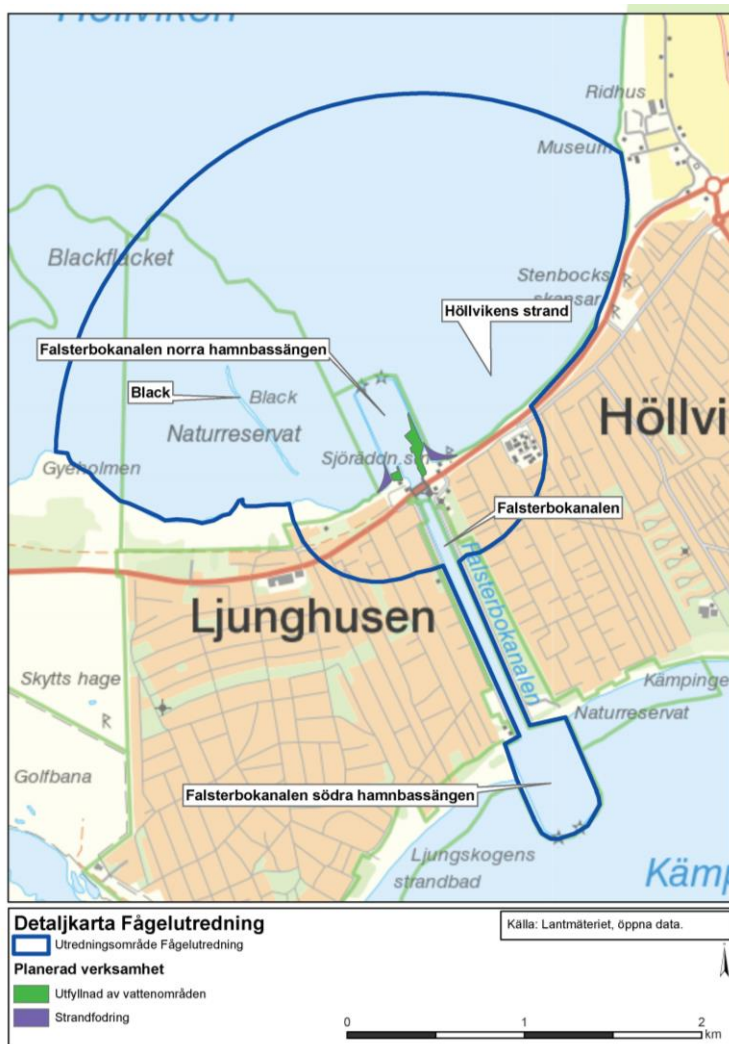 Höllviken
Ridhus
Museum
Blackflacket
Stenbocks
skansar
Höllvikens strand
Falsterbokanalen norra hamnbassängen
Black
Black
Naturreservat
Höllvi
Sjöräddn.stn
Gyeholmen
Falsterbokanalen
Ljunghusen
Falsterbokanalen
Skytts hage
Kämpinge
Naturreservat
Golfbana
Falsterbokanalen södra hamnbassängen
Ljungskogens
strandbad
Kämp
Detaljkarta Fågelutredning
Källa: Lantmäteriet, öppna data.
Utredningsområde Fågelutredning
Planerad verksamhet
Utfyllnad av vattenområden
Strandfodring
0 1 2
km